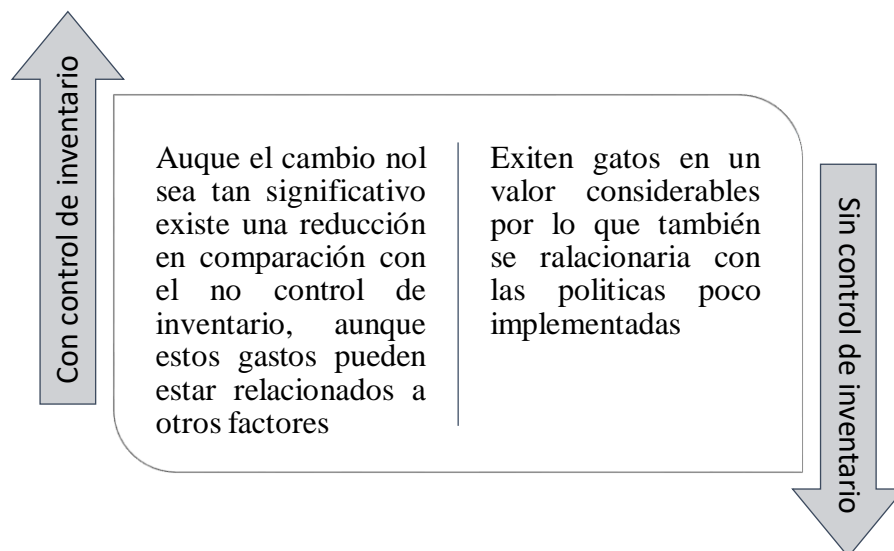 Con control de inventario
Auque el cambio nol
sea tan significativo
existe una reducción
en comparación con
el no control de
inventario, aunque
estos gastos pueden
estar relacionados a
otros factores
Exiten gatos en un
valor considerables
por lo que también
se ralacionaria con
las politicas poco
implementadas
Sin control de inventario